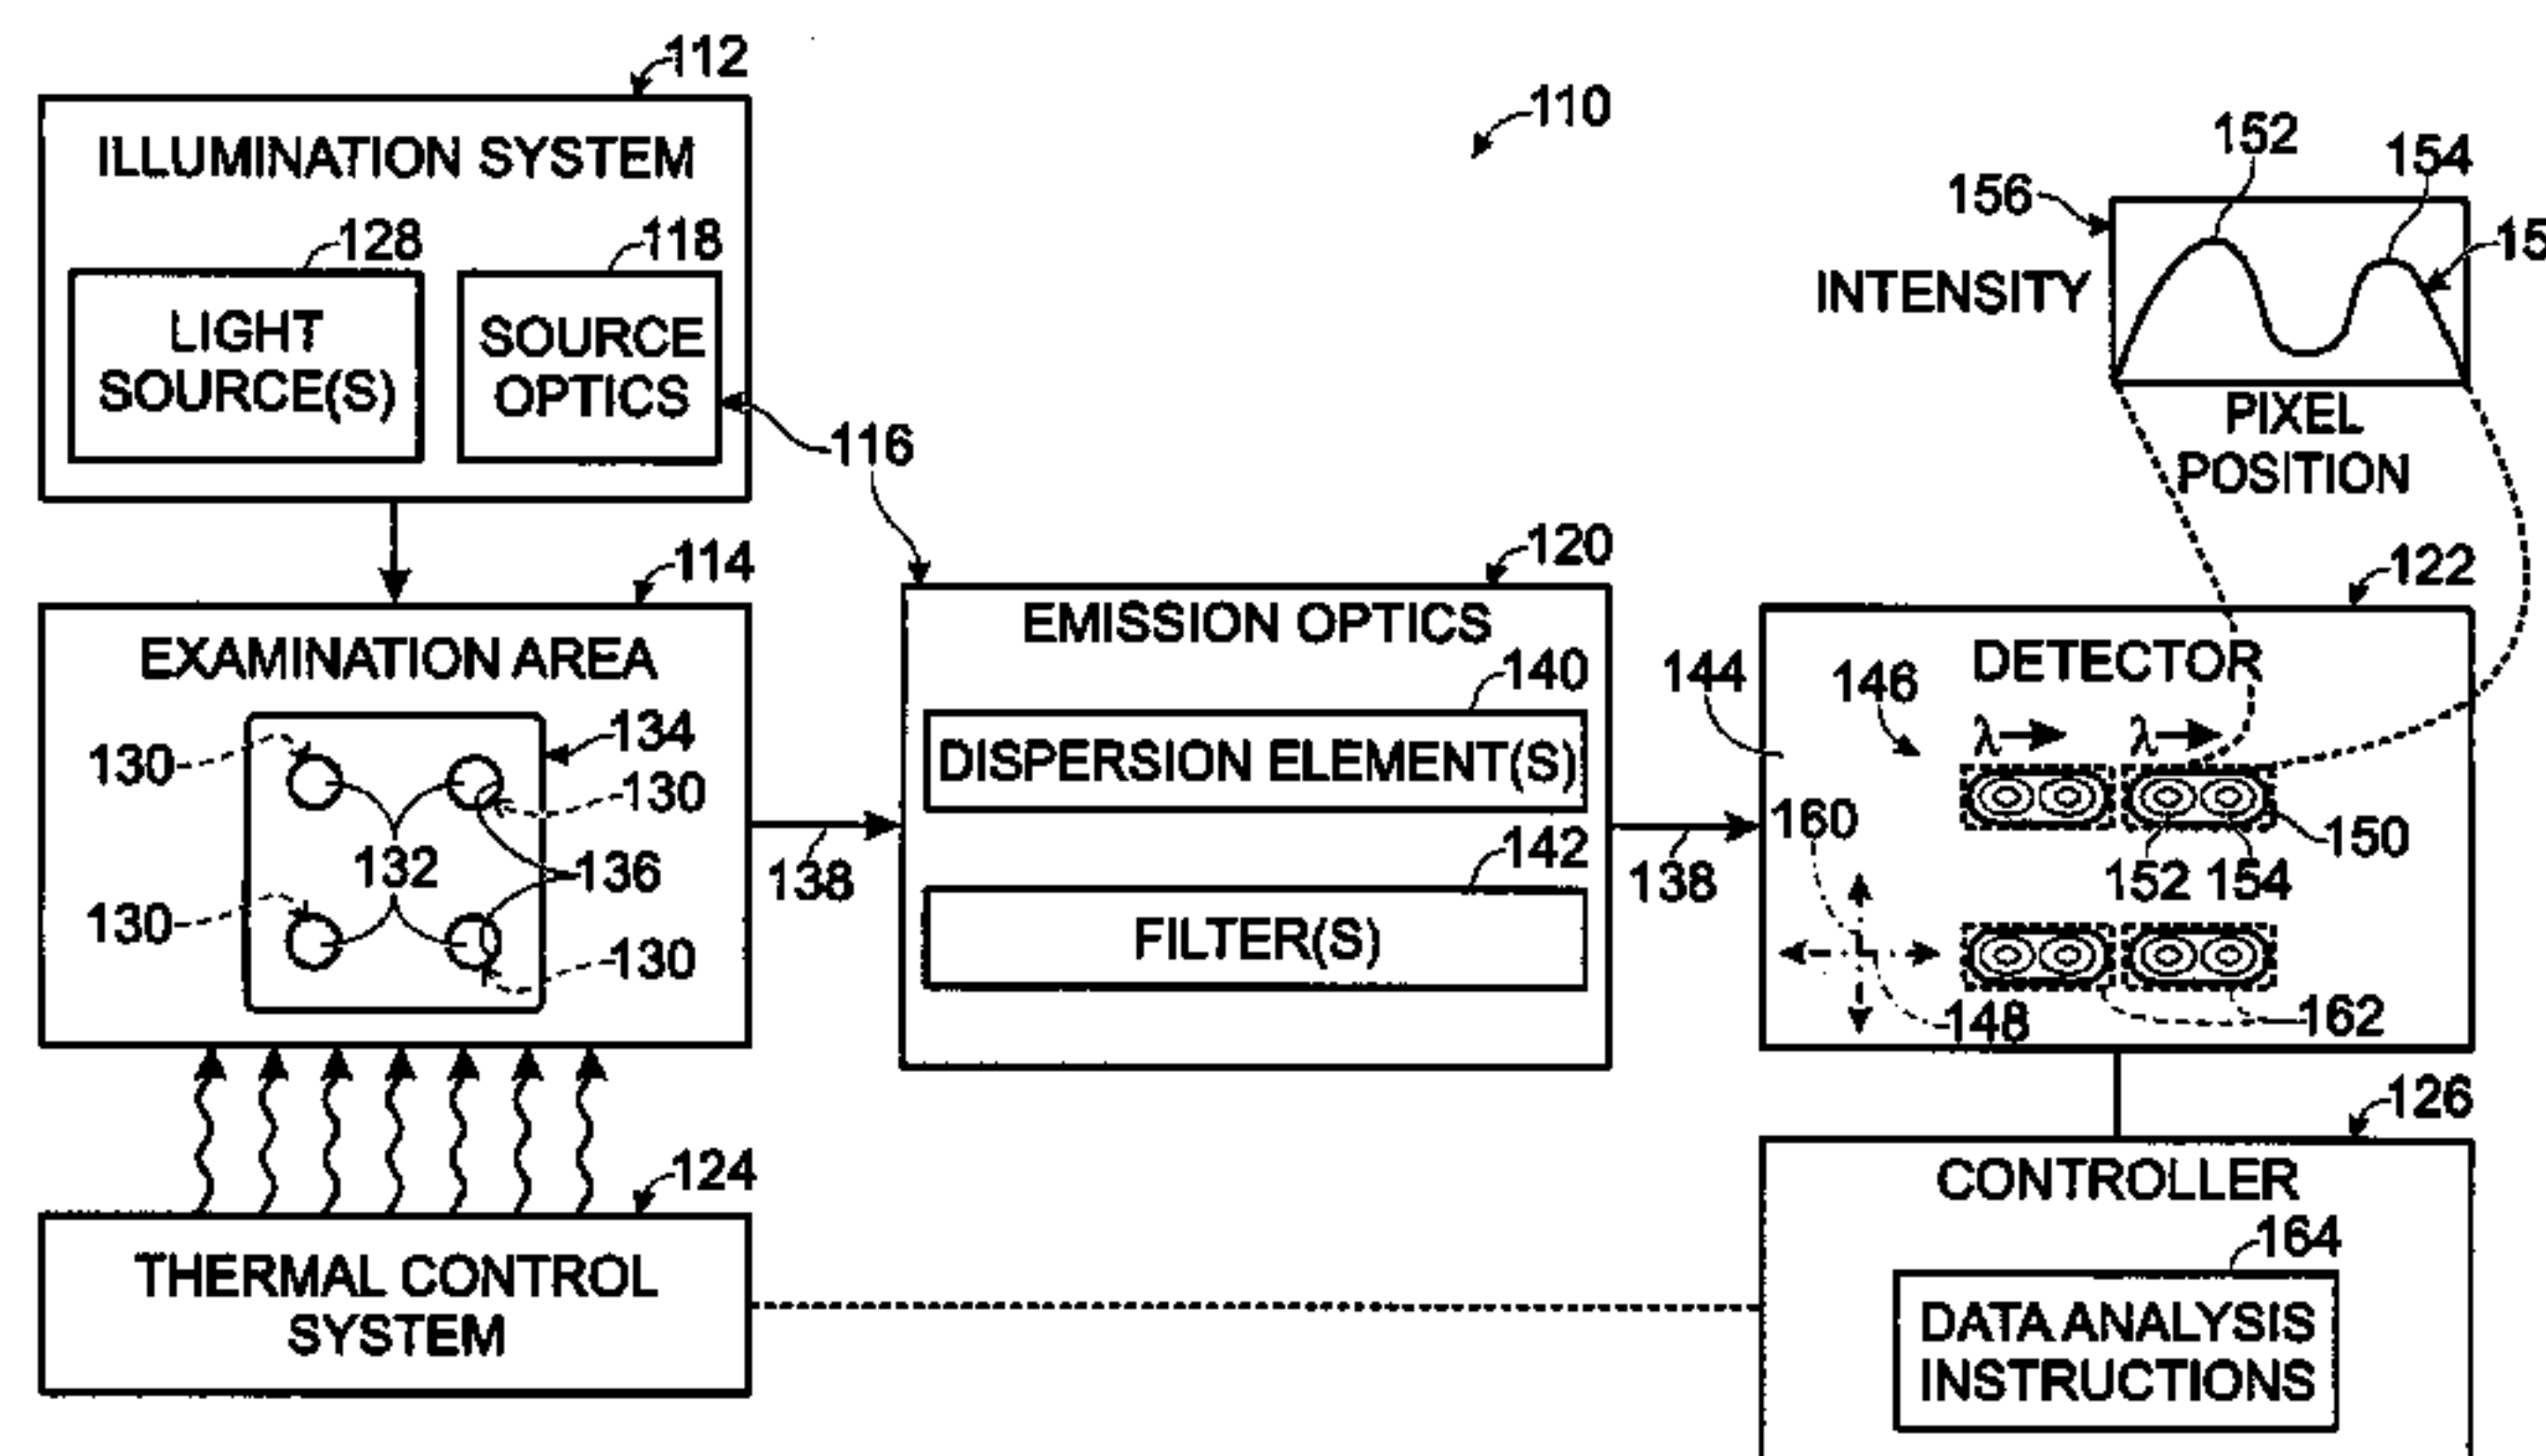 112
ILLUMINATION SYSTEM
128
118
LIGHT
SOURCE(S)
SOURCE
OPTICS
116
110
152
154
156
15
INTENSITY
PIXEL
POSITION
114
EXAMINATION AREA
134
130
130
132
136
130
130
138
120
EMISSION OPTICS
140
DISPERSION ELEMENT(S)
142
FILTER(S)
138
122
DETECTOR
144
146
λ
λ
160
150
152
154
148
162
124
THERMAL CONTROL
SYSTEM
126
CONTROLLER
164
DATA ANALYSIS
INSTRUCTIONS